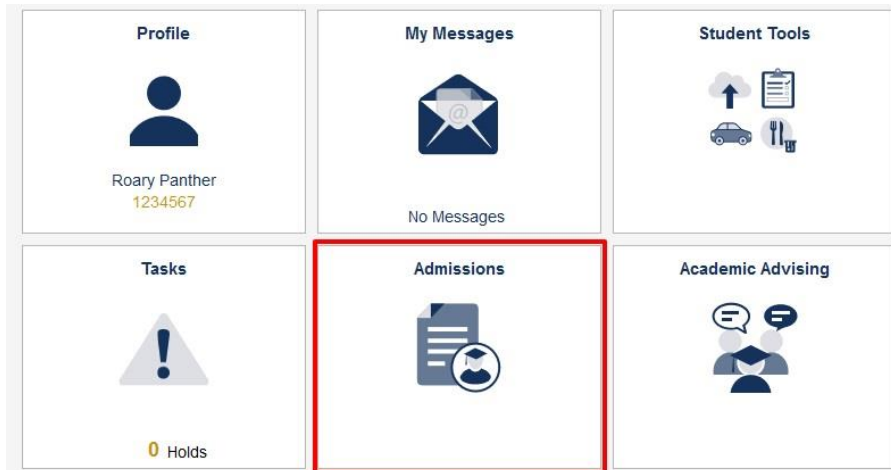 Profile
My Messages
Student Tools
@
Roary Panther
1234567
No Messages
Tasks
Admissions
Academic Advising
!
0 Holds